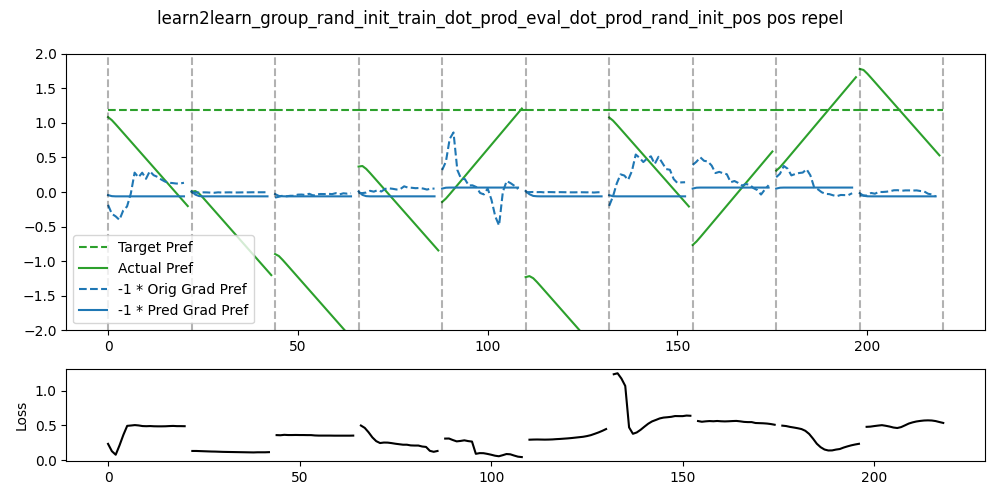 learn2learn_group_rand_init_train_dot_prod_eval_dot_prod_rand_init_pos pos repel
2.0
1.5
1.0
0.5
0.0
−0.5
−1.0
−1.5
−2.0
Target Pref
Actual Pref
-1 * Orig Grad Pref
-1 * Pred Grad Pref
0 50 100 150 200
Loss
1.0
0.5
0.0
0 50 100 150 200